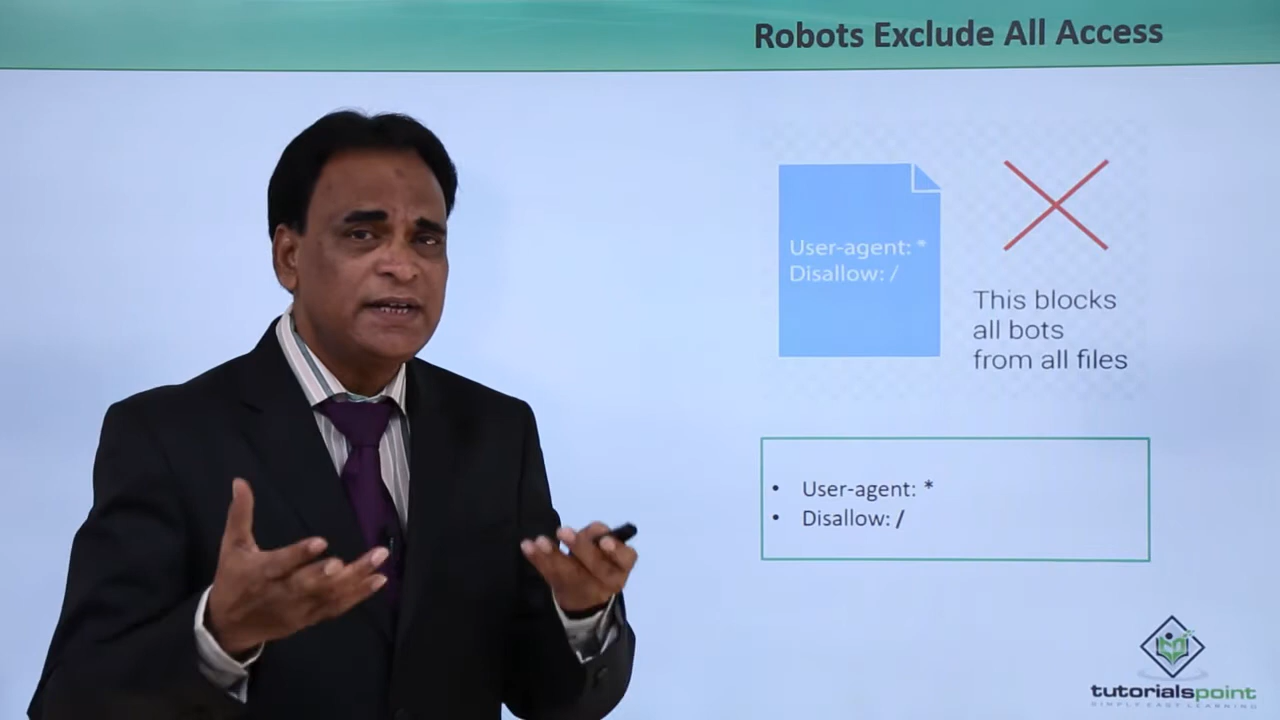 Robots Exclude All Access
User-agent: *
Disallow: /
This blocks
all bots
from all files
• User-agent: *
• Disallow: /
tutorialspoint
SIMPLY EASY LEARNING